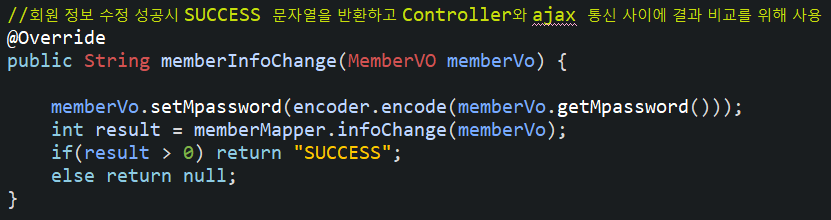 //회원 정보 수정 성공시 SUCCESS 문자열을 반환하고 Controller와 ajax 통신 사이에 결과 비교를 위해 사용
@Override
public String memberInfoChange(MemberVO memberVo) {
memberVo.setMpassword(encoder.encode(memberVo.getMpassword()));
int result = memberMapper.infoChange(memberVo);
if(result > 0) return "SUCCESS";
else return null;
}